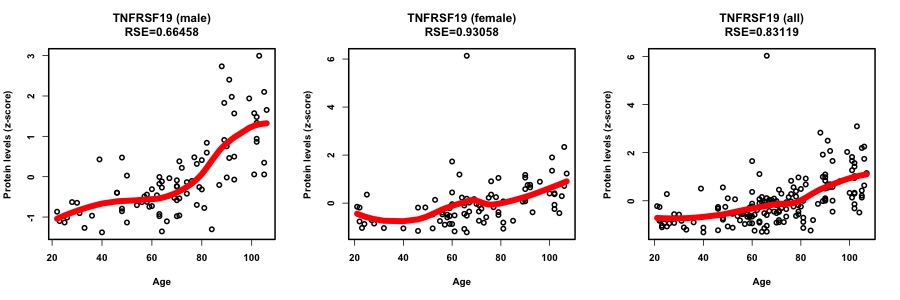 TNFRSF19 (male)
RSE=0.66458
3
2
1
0
-1
Protein levels (z-score)
20 40 60 80 100
Age
TNFRSF19 (female)
RSE=0.93058
6
4
2
0
Protein levels (z-score)
20 40 60 80 100
Age
TNFRSF19 (all)
RSE=0.83119
6
4
2
0
Protein levels (z-score)
20 40 60 80 100
Age